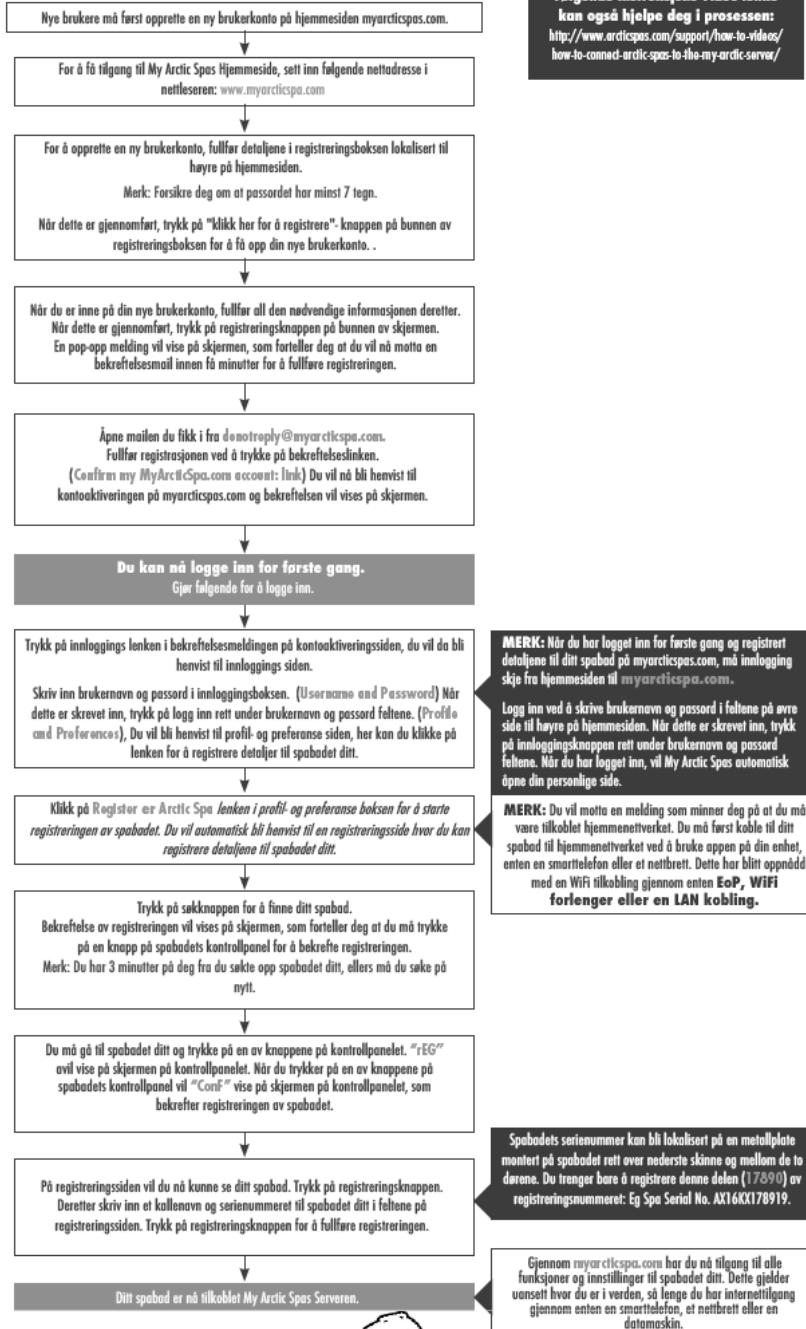 Nye brukere må først opprette en ny brukerkonto på hjemmesiden myarcticspas.com.
kan også hjelpe deg i prosessen:
http://www.arcticspas.com/support/how-to-videos/
how-to-connect-arctic-spas-to-the-my-arctic-server/
For å få tilgang til My Arctic Spas Hjemmeside, sett inn følgende nettadresse i
nettleseren: www.myarcticspa.com
For å opprette en ny brukerkonto, fullfør detaljene i registreringsboksen lokalisert til
høyre på hjemmesiden.
Merk: Forsikre deg om at passordet har minst 7 tegn.
Når dette er gjennomført, trykk på "klikk her for å registrere"- knappen på bunnen av
registreringsboksen for å få opp din nye brukerkonto. .
Når du er inne på din nye brukerkonto, fullfør all den nødvendige informasjonen deretter.
Når dette er gjennomført, trykk på registreringsknappen på bunnen av skjermen.
En pop-opp melding vil vise på skjermen, som forteller deg at du vil nå motta en
bekreftelsesmail innen få minutter for å fullføre registreringen.
Åpne mailen du fikk i fra donotreply@myarcticspa.com.
Fullfør registrasjonen ved å trykke på bekreftelseslinken.
(Confirm my MyArcticSpa.com account: link) Du vil nå bli henvist til
kontoaktiveringen på myarcticspas.com og bekreftelsen vil vises på skjermen.
Du kan nå logge inn for første gang.
Gjør følgende for å logge inn.
Trykk på innloggings lenken i bekreftelsesmeldingen på kontoaktiveringssiden, du vil da bli
henvist til innloggings siden.
Skriv inn brukernavn og passord i innloggingsboksen. (Username and Password) Når
dette er skrevet inn, trykk på logg inn rett under brukernavn og passord feltene. (Profile
and Preferences), Du vil bli henvist til profil- og preferanse siden, her kan du klikke på
lenken for å registrere detaljer til spabadet ditt.
MERK: Når du har logget inn for første gang og registrert
detaljene til ditt spabad på myarcticspas.com, må innlogging
skje fra hjemmesiden til myarcticspa.com.
Logg inn ved å skrive brukernavn og passord i feltene på øvre
side til høyre på hjemmesiden. Når dette er skrevet inn, trykk
på innloggingsknappen rett under brukernavn og passord
feltene. Når du har logget inn, vil My Arctic Spas automatisk
åpne din personlige side.
Klikk på Register er Arctic Spa lenken i profil- og preferanse boksen for å starte
registreringen av spabadet. Du vil automatisk bli henvist til en registreringsside hvor du kan
registrere detaljene til spabadet ditt.
MERK: Du vil motta en melding som minner deg på at du må
være tilkoblet hjemmenettverket. Du må først koble til ditt
spabad til hjemmenettverket ved å bruke appen på din enhet,
enten en smarttelefon eller et nettbrett. Dette har blitt oppnådd
med en WiFi tilkobling gjennom enten EoP, WiFi
forlenger eller en LAN kobling.
Trykk på søkknappen for å finne ditt spabad.
Bekreftelse av registreringen vil vises på skjermen, som forteller deg at du må trykke
på en knapp på spabadets kontrollpanel for å bekrefte registreringen.
Merk: Du har 3 minutter på deg fra du søkte opp spabadet ditt, ellers må du søke på
nytt.
Du må gå til spabadet ditt og trykke på en av knappene på kontrollpanelet. "rEG"
avil vise på skjermen på kontrollpanelet. Når du trykker på en av knappene på
spabadets kontrollpanel vil "ConF" vise på skjermen på kontrollpanelet, som
bekrefter registreringen av spabadet.
På registreringssiden vil du nå kunne se ditt spabad. Trykk på registreringsknappen.
Deretter skriv inn et kallenavn og serienummeret til spabadet ditt i feltene på
registreringssiden. Trykk på registreringsknappen for å fullføre registreringen.
Spabadets serienummer kan bli lokalisert på en metallplate
montert på spabadet rett over nederste skinne og mellom de to
dørene. Du trenger bare å registrere denne delen (17890) av
registreringsnummeret: Eg Spa Serial No. AX16KX178919.
Ditt spabad er nå tilkoblet My Arctic Spas Serveren.
Gjennom myarcticspa.com har du nå tilgang til alle
funksjoner og innstillinger til spabadet ditt. Dette gjelder
uansett hvor du er i verden, så lenge du har internettilgang
gjennom enten en smarttelefon, et nettbrett eller en
datamaskin.